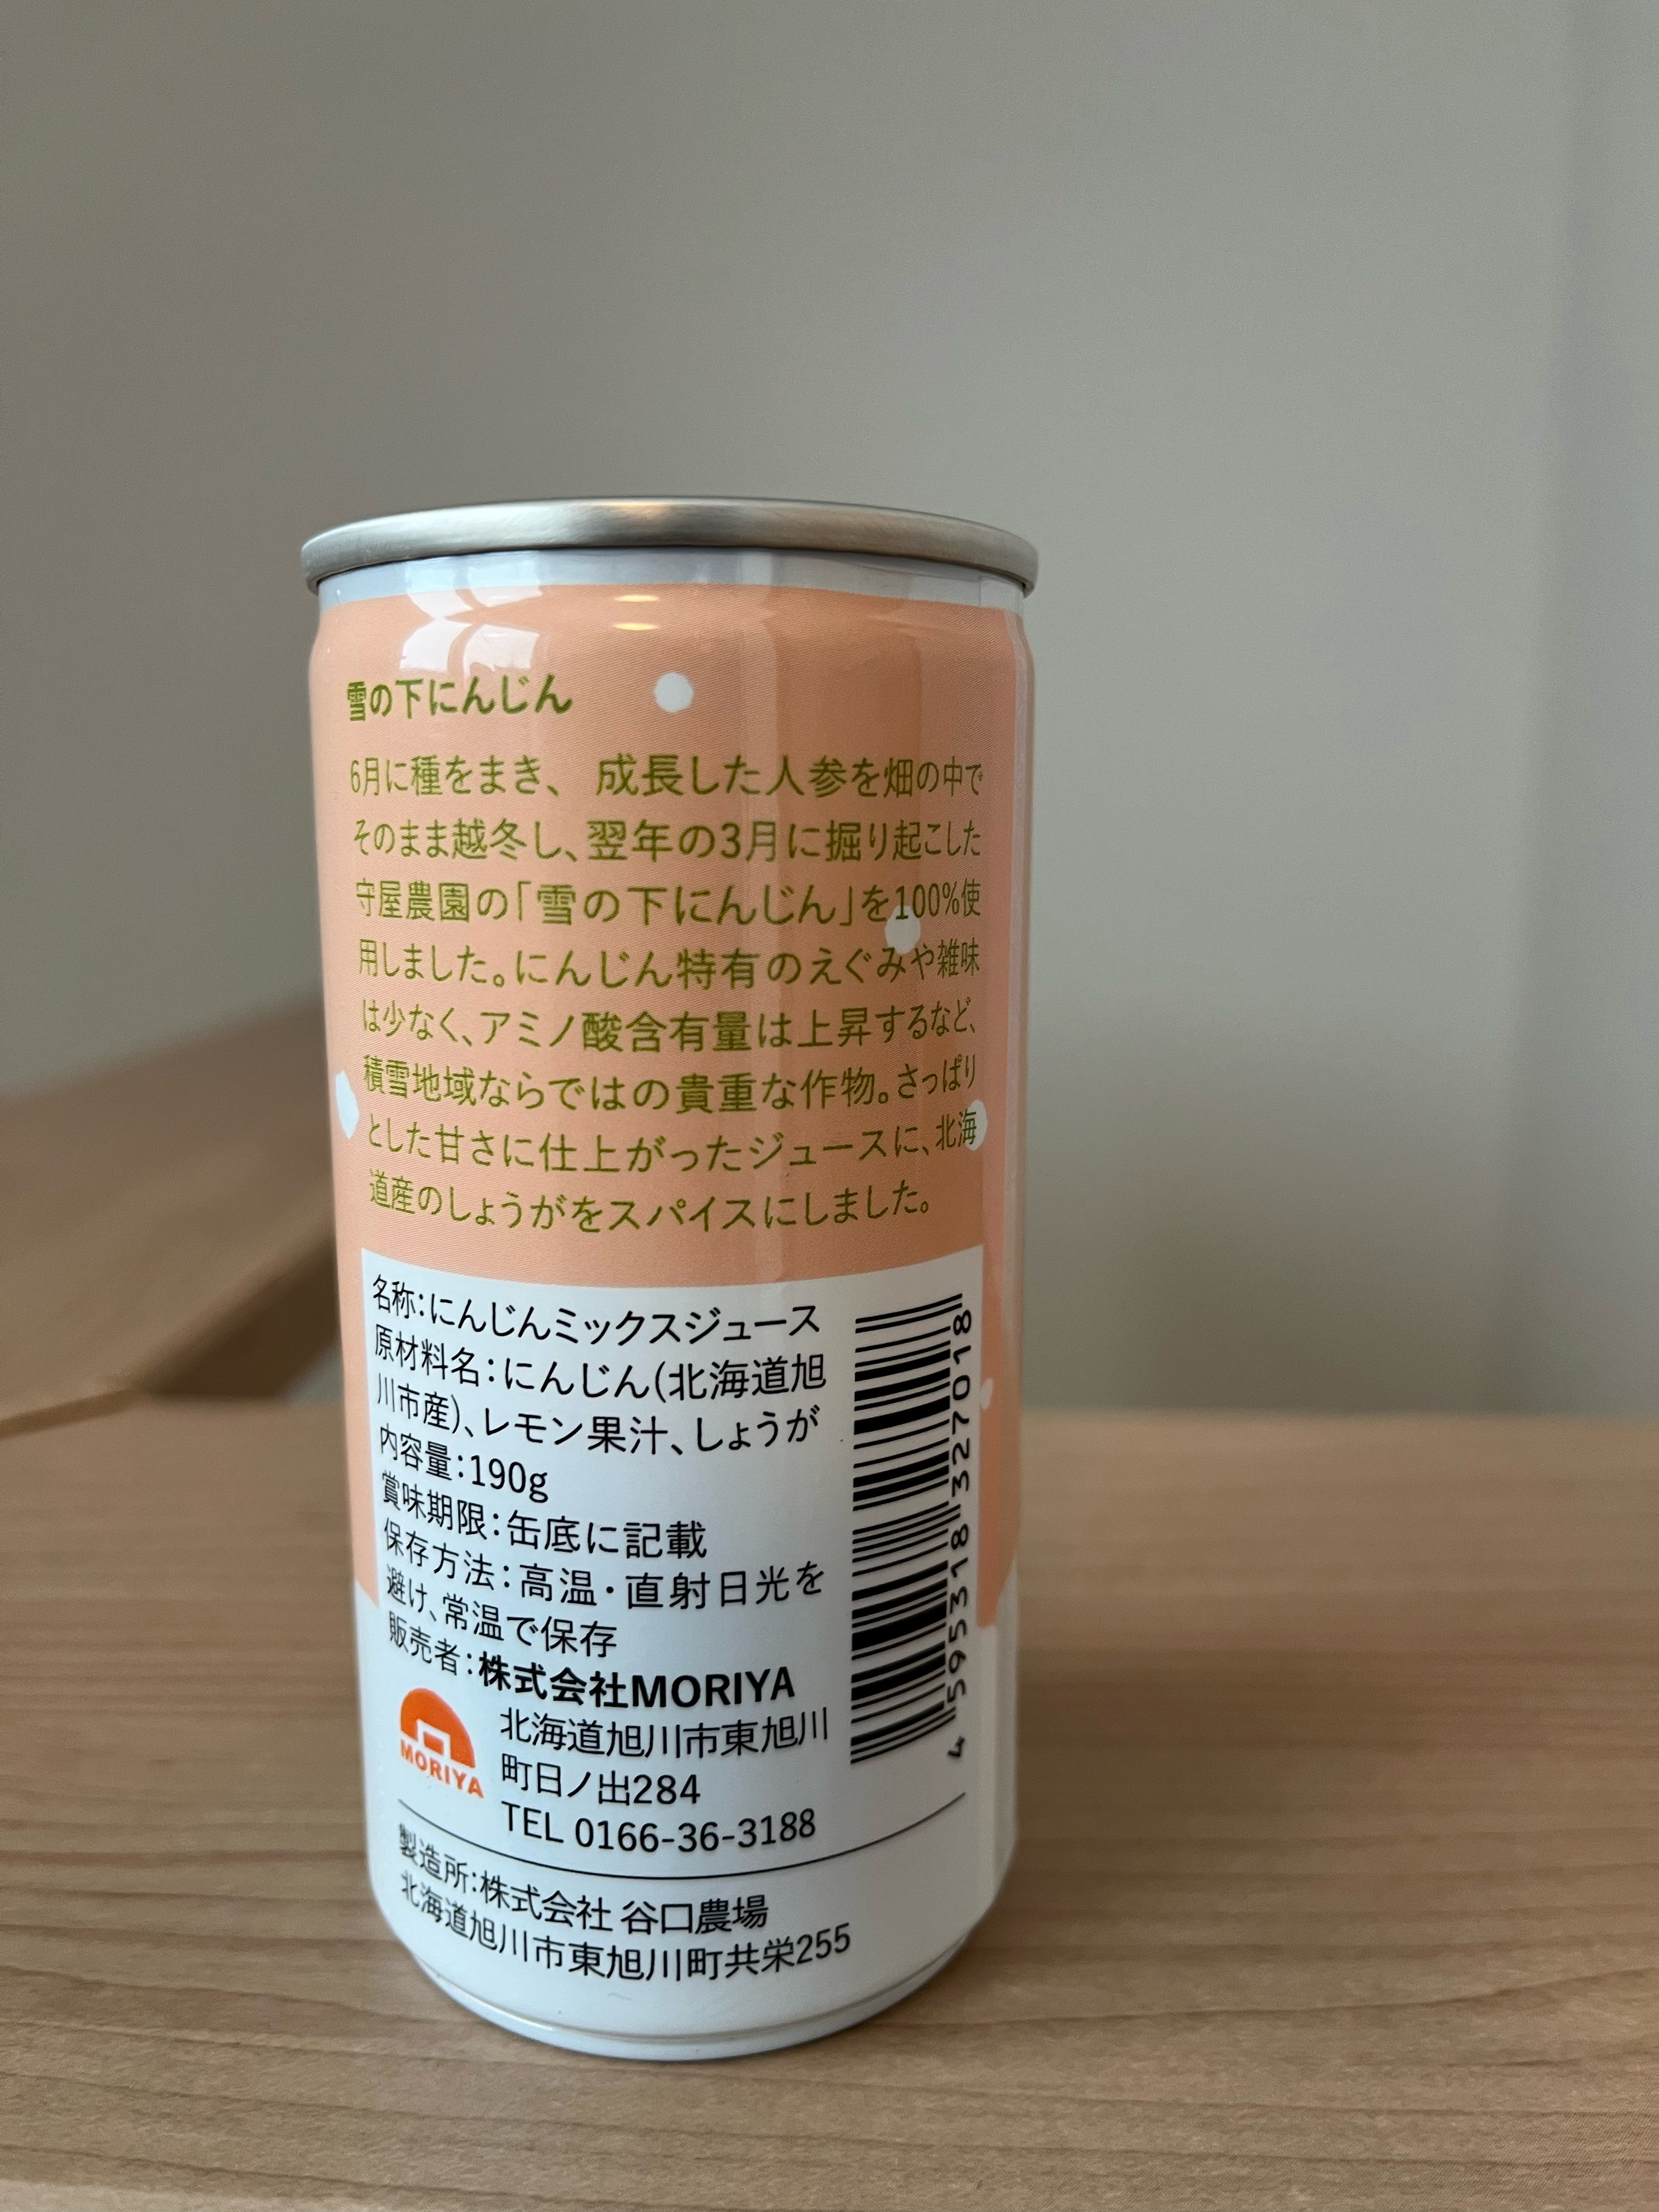 雪の下にんじん
6月に種をまき、 成長した人参を畑の中で
そのまま越冬し、翌年の3月に掘り起こした
守屋農園の「雪の下にんじん」を100%使
用しました。にんじん特有のえぐみや雑味
は少なく、アミノ酸含有量は上昇するなど、
積雪地域ならではの貴重な作物。さっぱり
とした甘さに仕上がったジュースに、北海
道産のしょうがをスパイスにしました。
名称：にんじんミックスジュース
原材料名：にんじん(北海道旭
川市産)、レモン果汁、しょうが
内容量：190g
賞味期限：缶底に記載
保存方法：高温・直射日光を
避け、常温で保存
販売者：株式会社MORIYA
北海道旭川市東旭川
町日ノ出284
TEL 0166-36-3188
MORIYA
製造所：株式会社 谷口農場
北海道旭川市東旭川町共栄255
4 595318 327018